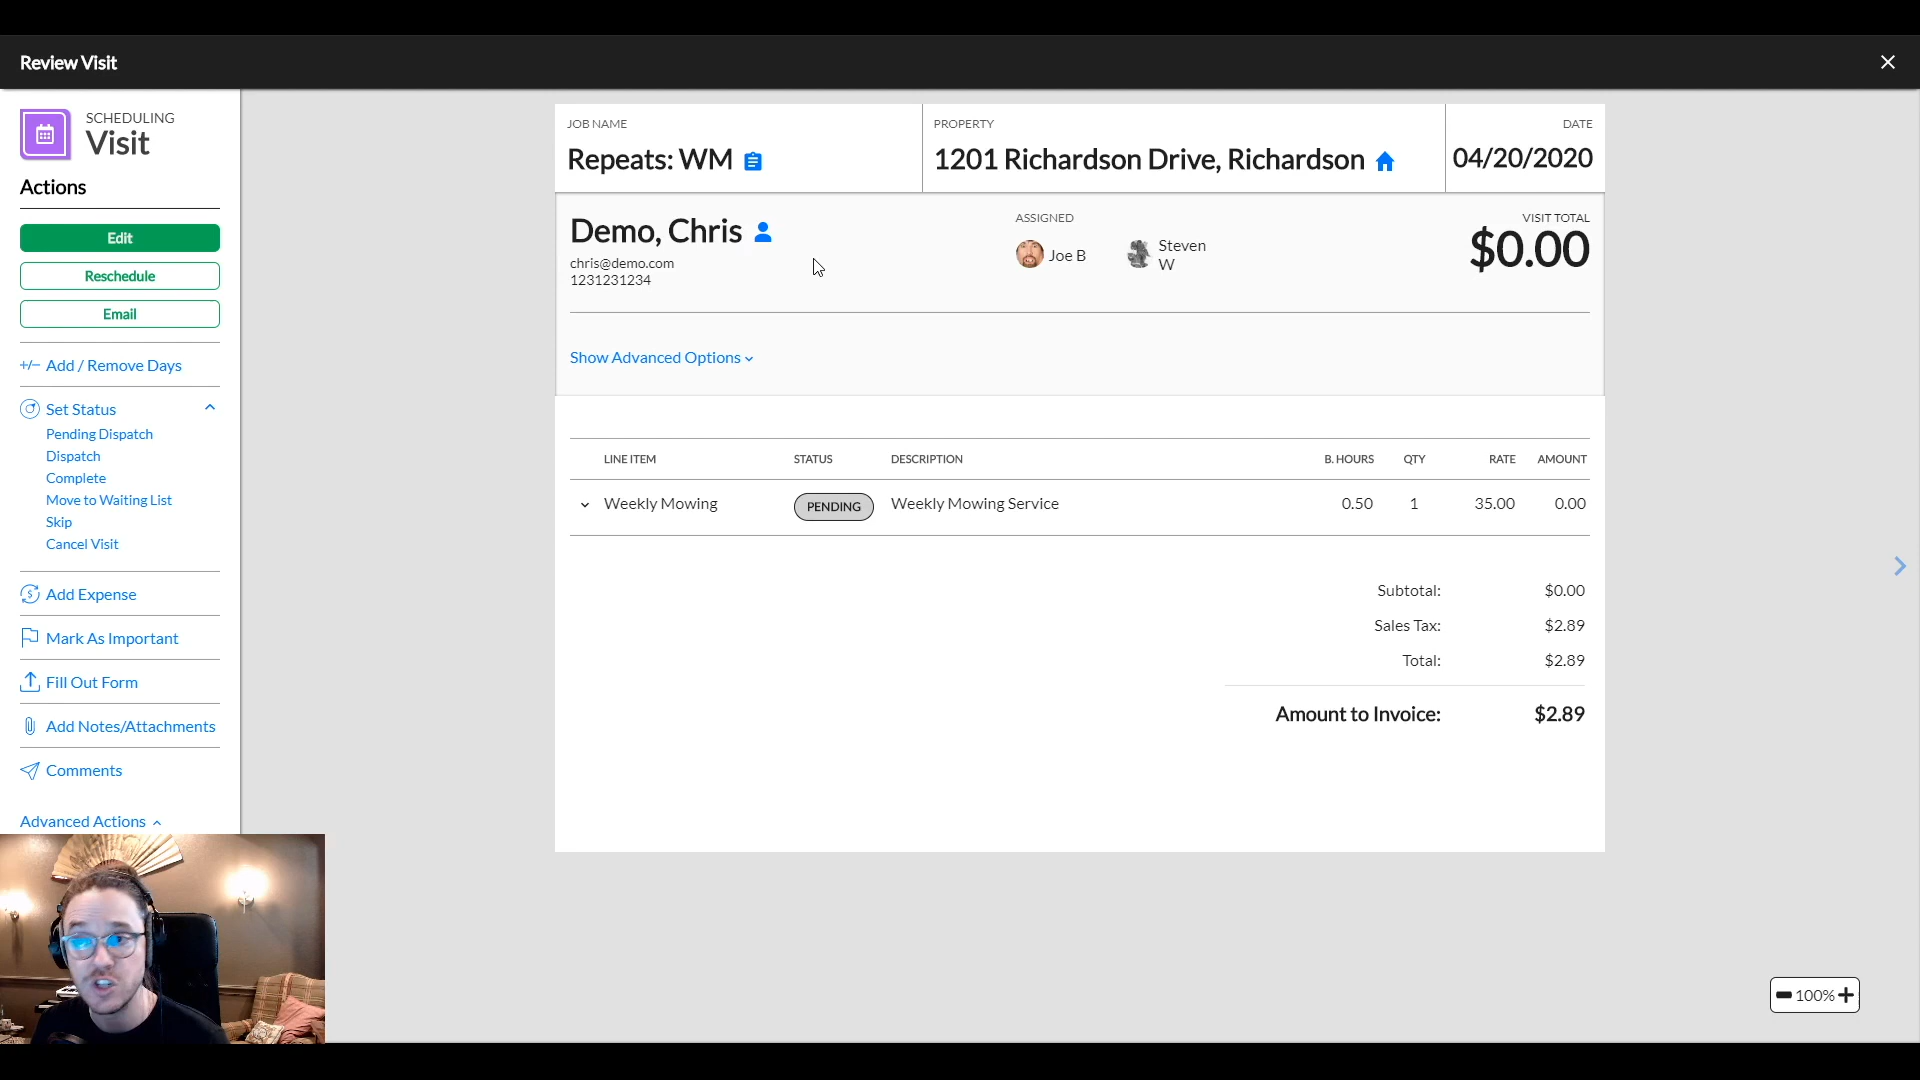 Review Visit
SCHEDULING
Visit
Actions
Edit
Reschedule
Email
+/− Add / Remove Days
Set Status
Pending Dispatch
Dispatch
Complete
Move to Waiting List
Skip
Cancel Visit
Add Expense
Mark As Important
Fill Out Form
Add Notes/Attachments
Comments
Advanced Actions
JOB NAME
Repeats: WM
PROPERTY
1201 Richardson Drive, Richardson
DATE
04/20/2020
Demo, Chris
chris@demo.com
1231231234
ASSIGNED
Joe B
Steven
W
VISIT TOTAL
$0.00
Show Advanced Options
LINE ITEM STATUS DESCRIPTION B. HOURS QTY RATE AMOUNT
Weekly Mowing PENDING Weekly Mowing Service 0.50 1 35.00 0.00
Subtotal: $0.00
Sales Tax: $2.89
Total: $2.89
Amount to Invoice: $2.89
100%